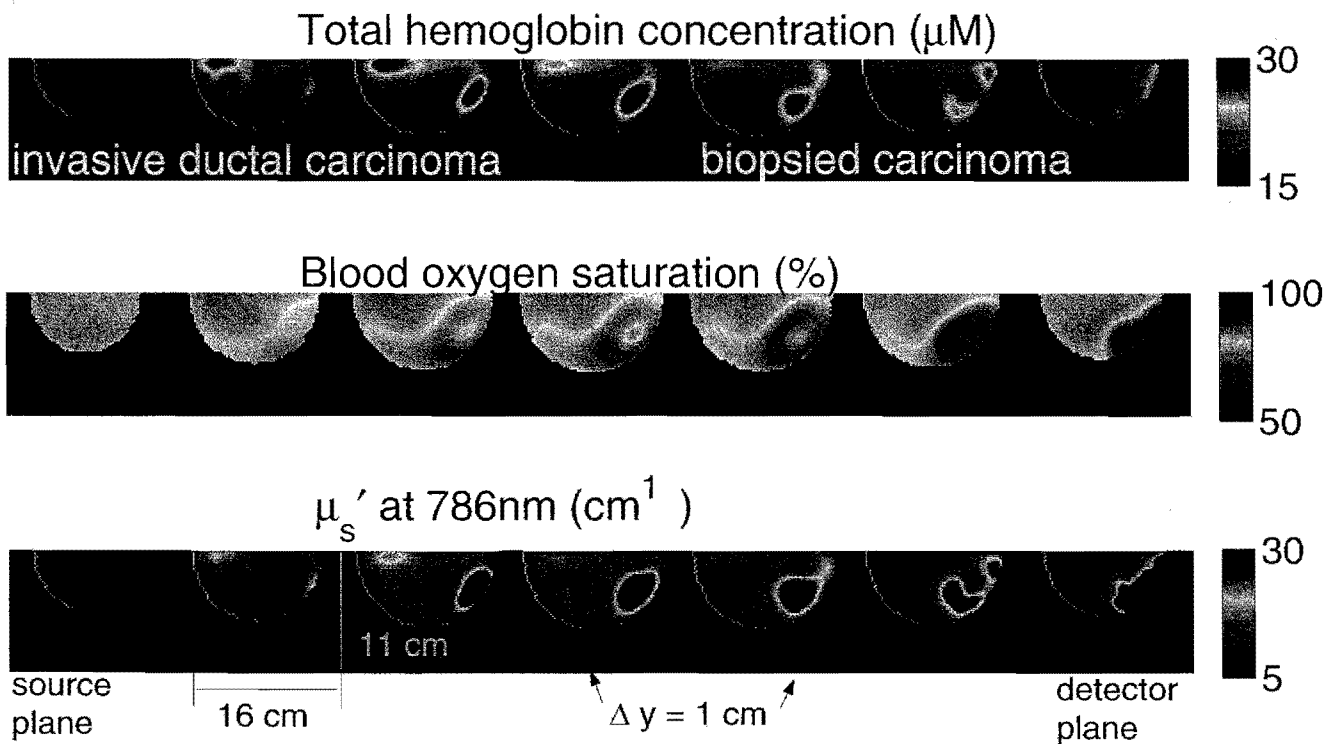 Total hemoglobin concentration (μM)
30
invasive ductal carcinoma
biopsied carcinoma
15
Blood oxygen saturation (%)
100
50
μs′ at 786nm (cm1 )
30
11 cm
5
source plane
16 cm
Δ y = 1 cm
detector plane